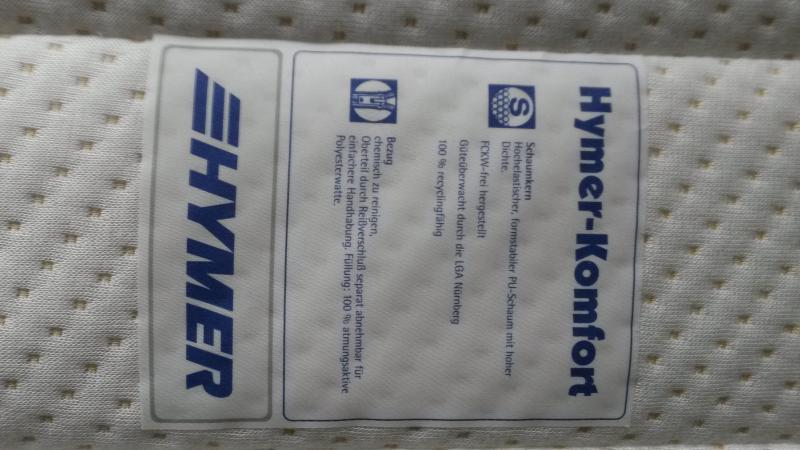 Hymer-Komfort
S
Schaumkern
Hochelastischer, formstabiler PU-Schaum mit hoher
Dichte.
FCKW-frei hergestellt
Güteüberwacht durch die LGA Nürnberg
100 % recyclingfähig
Bezug
chemisch zu reinigen,
Oberteil durch Reißverschluß separat abnehmbar für
einfachere Handhabung. Füllung: 100 % atmungsaktive
Polyesterwatte.
HYMER